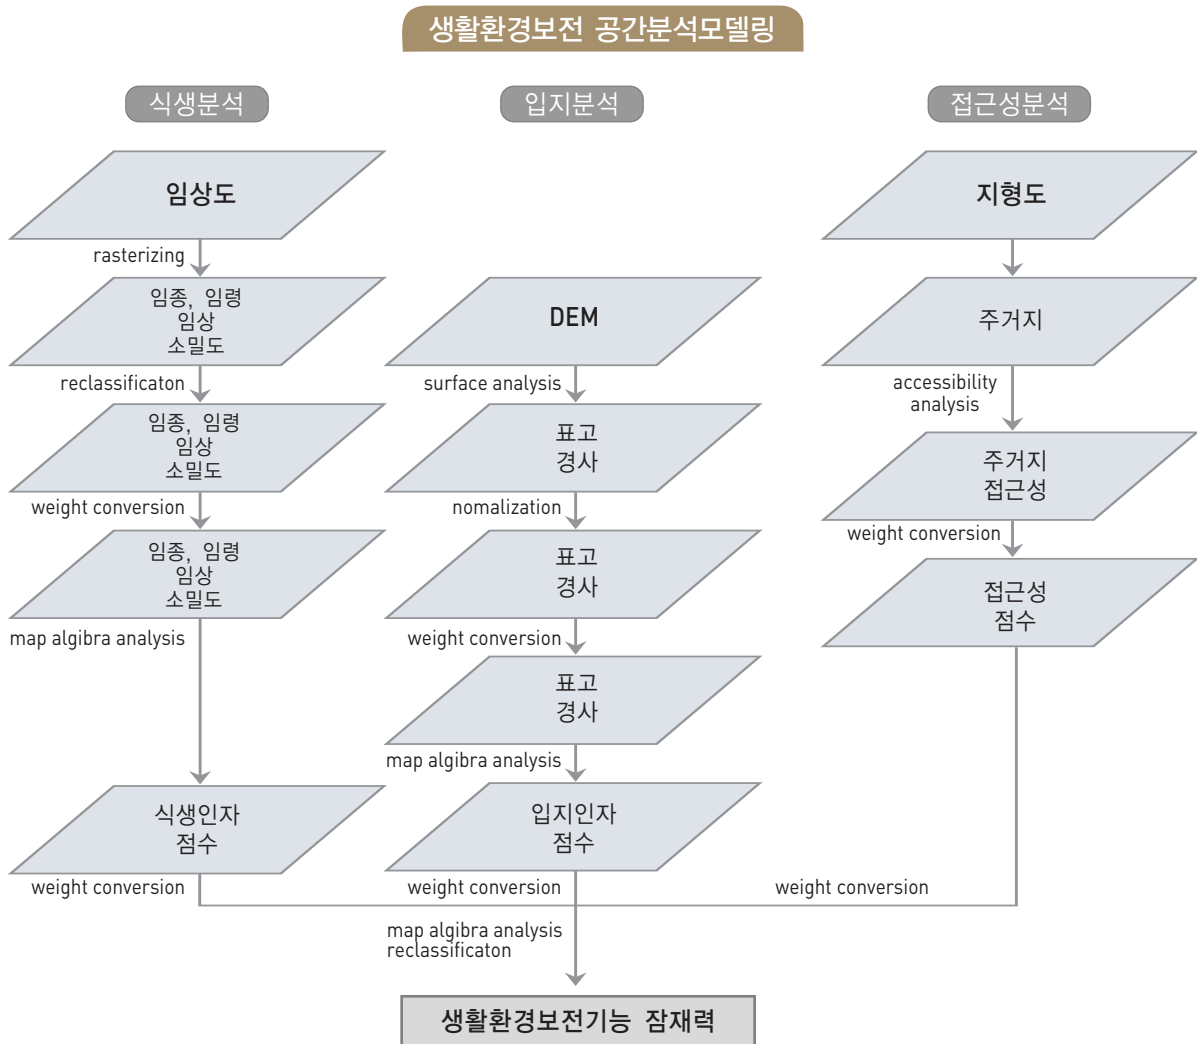 생활환경보전 공간분석모델링
식생분석
임상도
rasterizing
임종, 임령
임상
소밀도
reclassificaton
임종, 임령
임상
소밀도
weight conversion
임종, 임령
임상
소밀도
map algibra analysis
식생인자
점수
weight conversion
입지분석
DEM
surface analysis
표고
경사
nomalization
표고
경사
weight conversion
표고
경사
map algibra analysis
입지인자
점수
weight conversion
접근성분석
지형도
주거지
accessibility
analysis
주거지
접근성
weight conversion
접근성
점수
weight conversion
map algibra analysis
reclassificaton
생활환경보전기능 잠재력